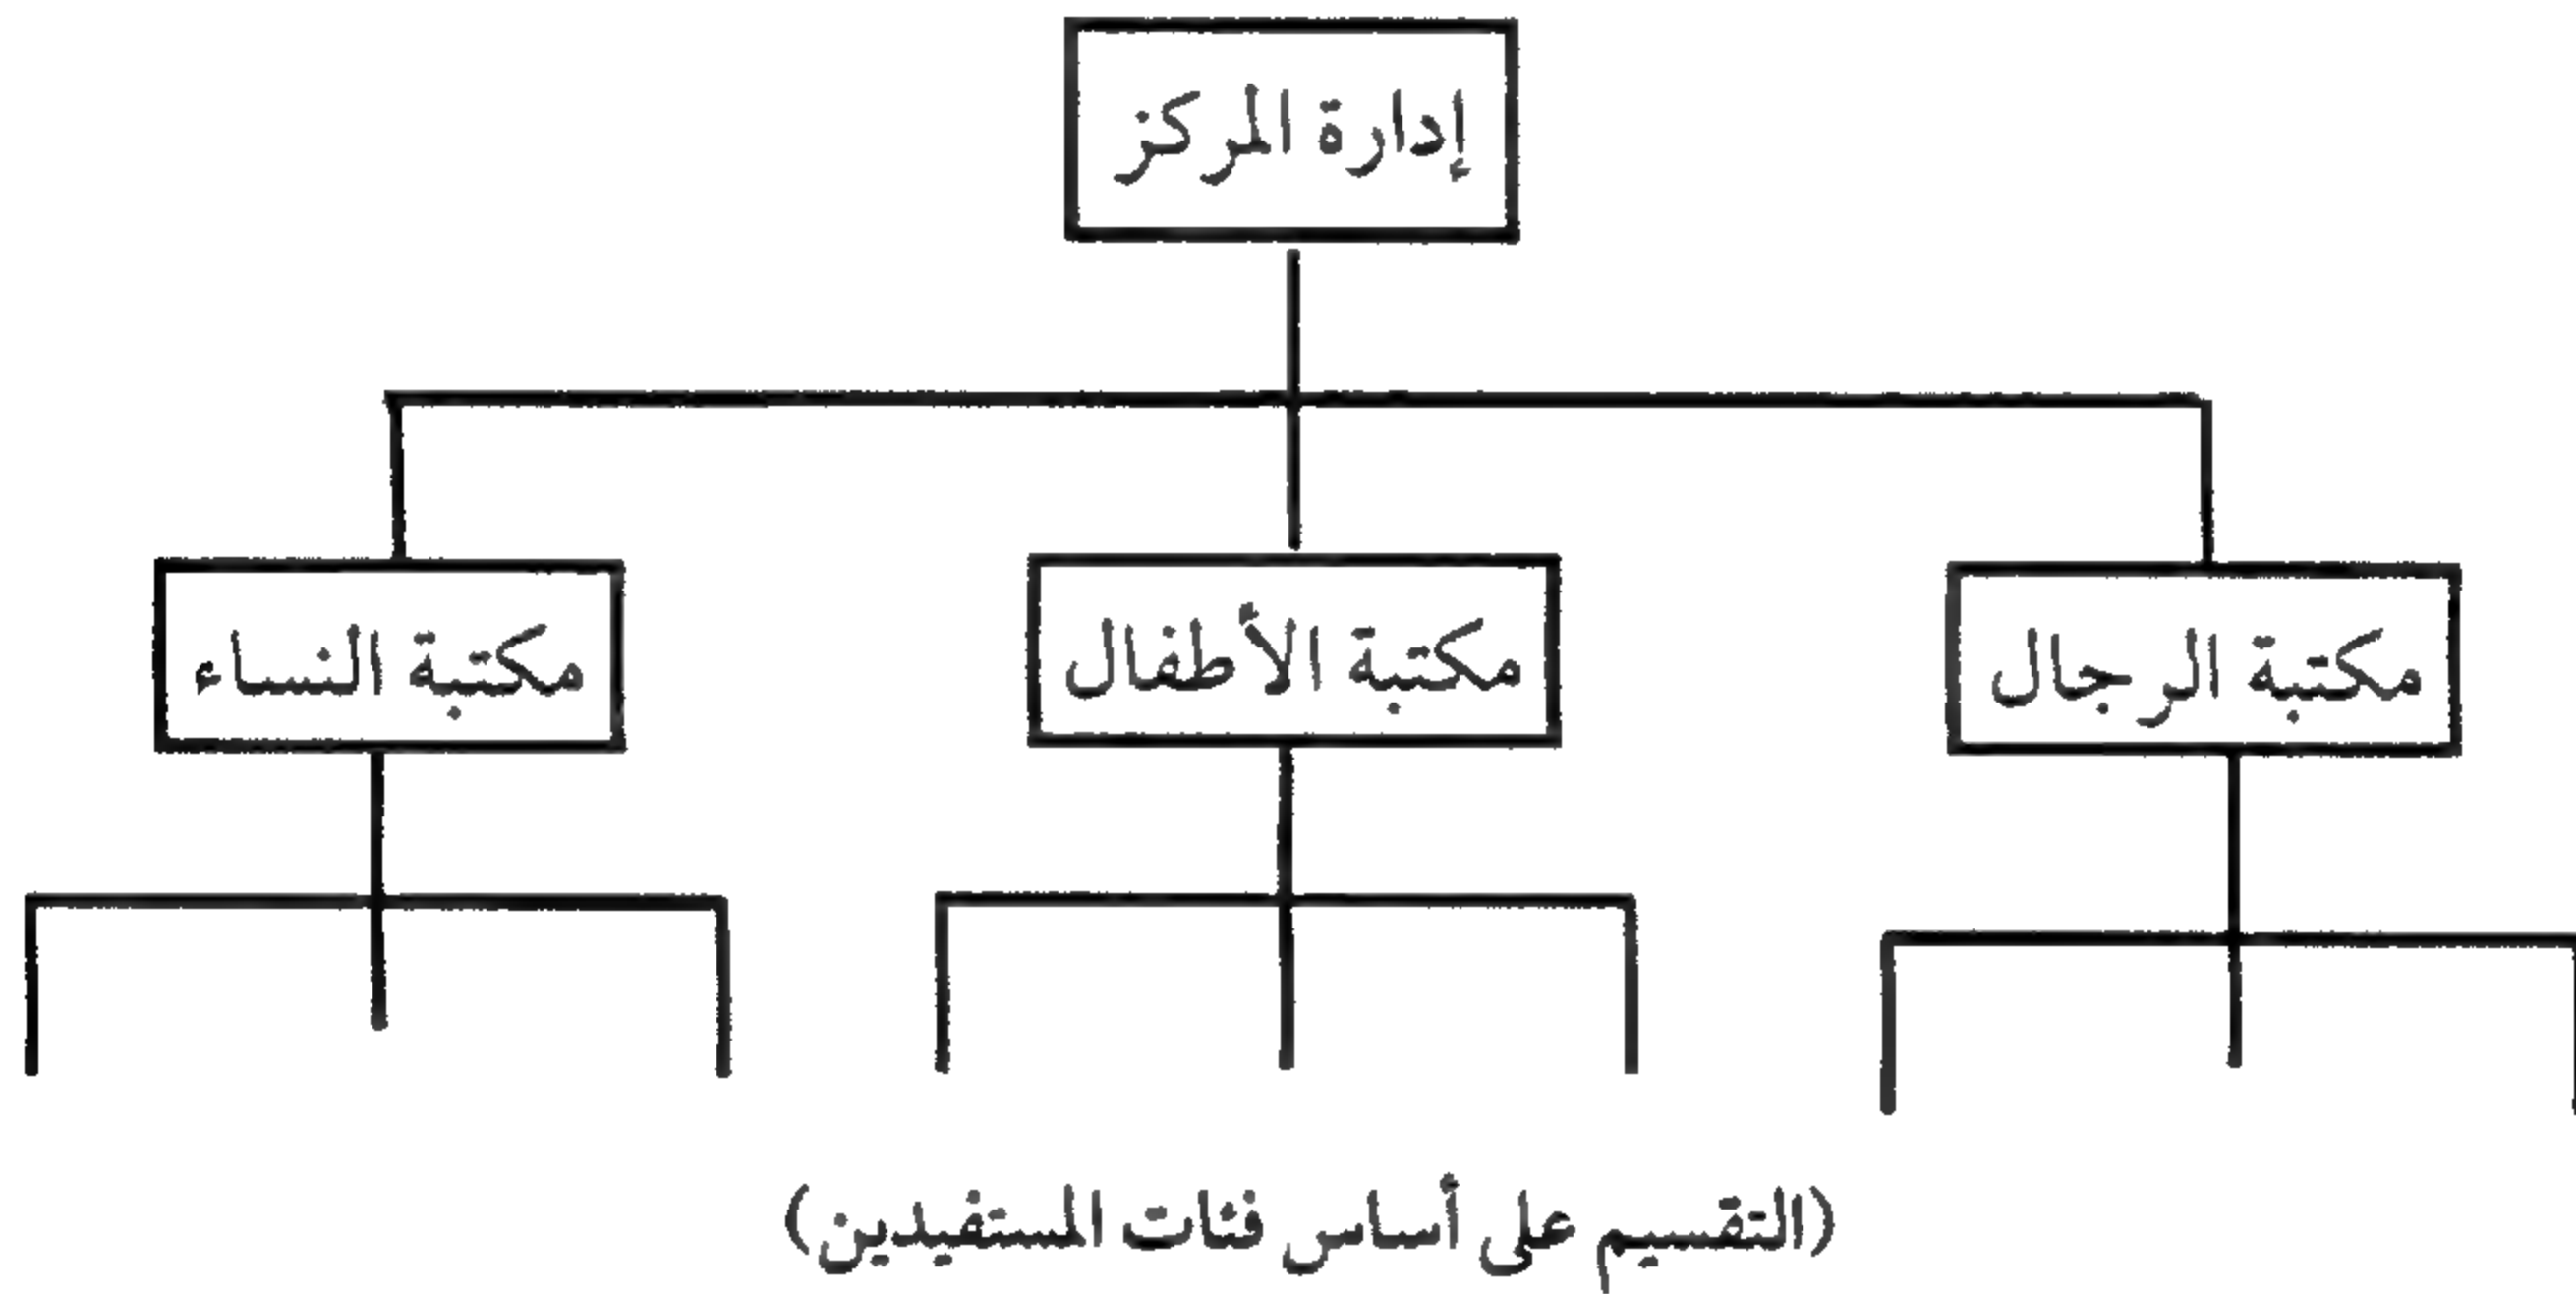 إدارة المركز
مكتبة الرجال
مكتبة الأطفال
مكتبة النساء
(التقسيم على أساس فئات المستفيدين)